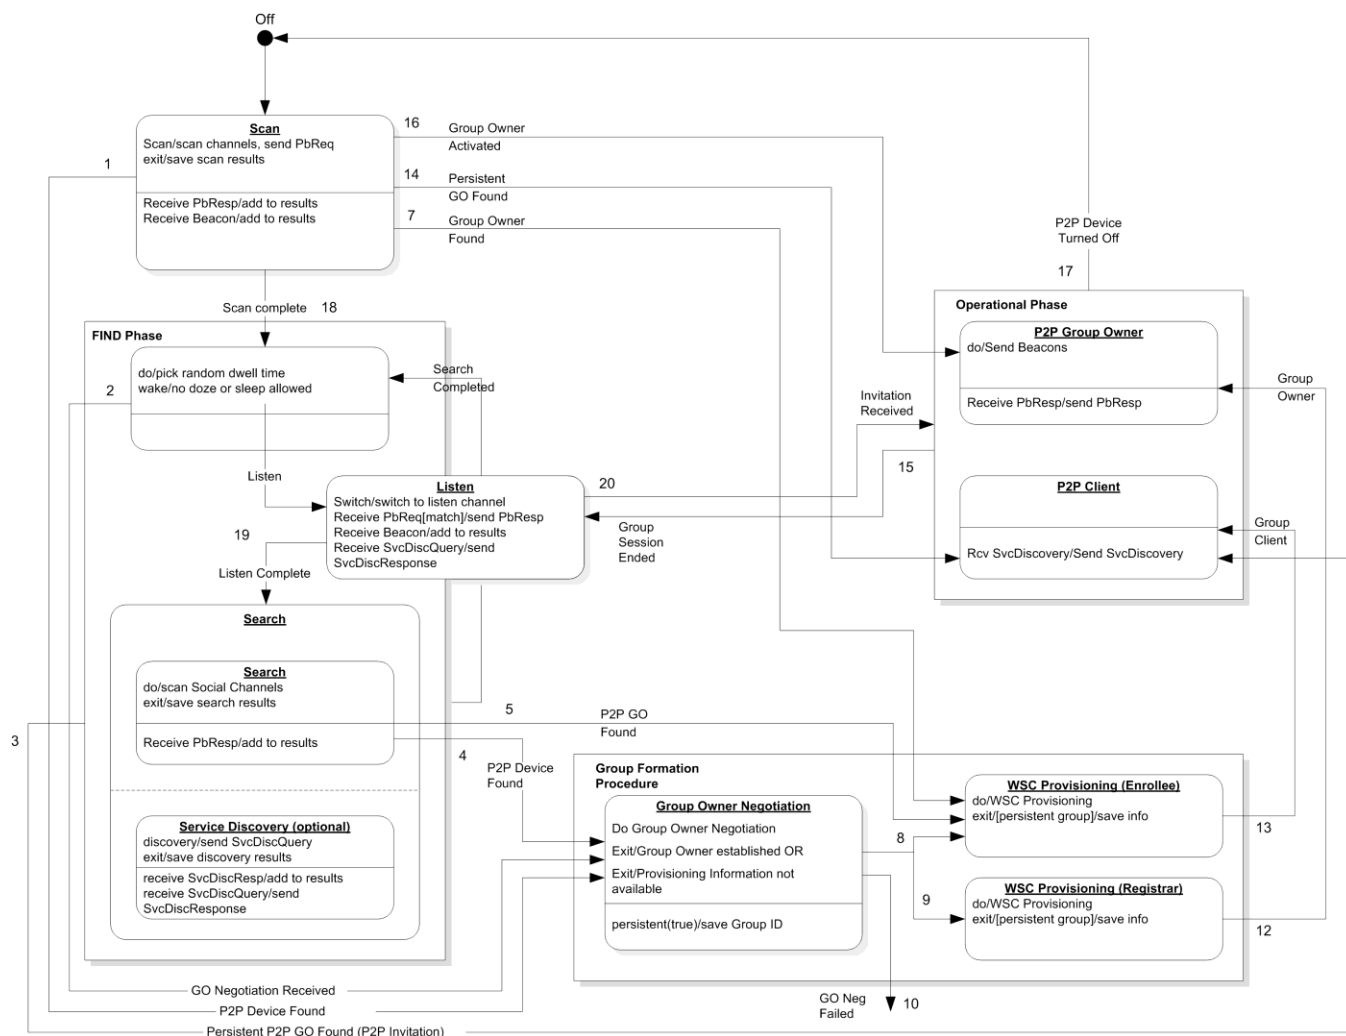 Off
Scan
Scan/scan channels, send PbReq
exit/save scan results
Receive PbResp/add to results
Receive Beacon/add to results
1
16
Group Owner
Activated
14
Persistent
GO Found
7
Group Owner
Found
P2P Device
Turned Off
17
Scan complete
18
FIND Phase
do/pick random dwell time
wake/no doze or sleep allowed
2
Search
Completed
Listen
Listen
Switch/switch to listen channel
Receive PbReq[match]/send PbResp
Receive Beacon/add to results
Receive SvcDiscQuery/send
SvcDiscResponse
19
Listen Complete
20
Invitation
Received
15
Group
Session
Ended
Operational Phase
P2P Group Owner
do/Send Beacons
Receive PbResp/send PbResp
Group
Owner
P2P Client
Rcv SvcDiscovery/Send SvcDiscovery
Group
Client
Search
Search
do/scan Social Channels
exit/save search results
Receive PbResp/add to results
3
5
P2P GO
Found
4
P2P Device
Found
Service Discovery (optional)
discovery/send SvcDiscQuery
exit/save discovery results
receive SvcDiscResp/add to results
receive SvcDiscQuery/send
SvcDiscResponse
Group Formation
Procedure
Group Owner Negotiation
Do Group Owner Negotiation
Exit/Group Owner established OR
Exit/Provisioning Information not
available
persistent(true)/save Group ID
8
9
WSC Provisioning (Enrollee)
do/WSC Provisioning
exit/[persistent group]/save info
13
WSC Provisioning (Registrar)
do/WSC Provisioning
exit/[persistent group]/save info
12
GO Neg
Failed
10
GO Negotiation Received
P2P Device Found
Persistent P2P GO Found (P2P Invitation)